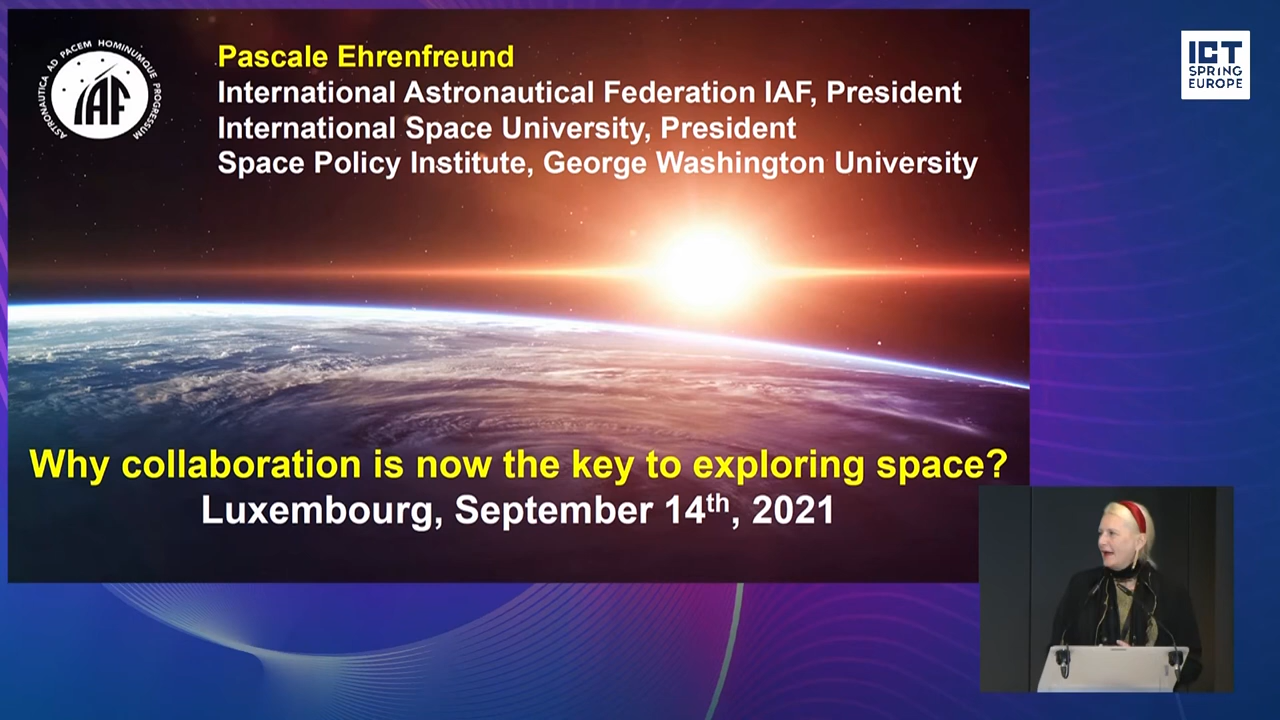 ASTRONAUTICA AD PACEM HOMINUMQUE PROGRESSUM
IAF
Pascale Ehrenfreund
International Astronautical Federation IAF, President
International Space University, President
Space Policy Institute, George Washington University
ICT
SPRING
EUROPE
Why collaboration is now the key to exploring space?
Luxembourg, September 14th, 2021